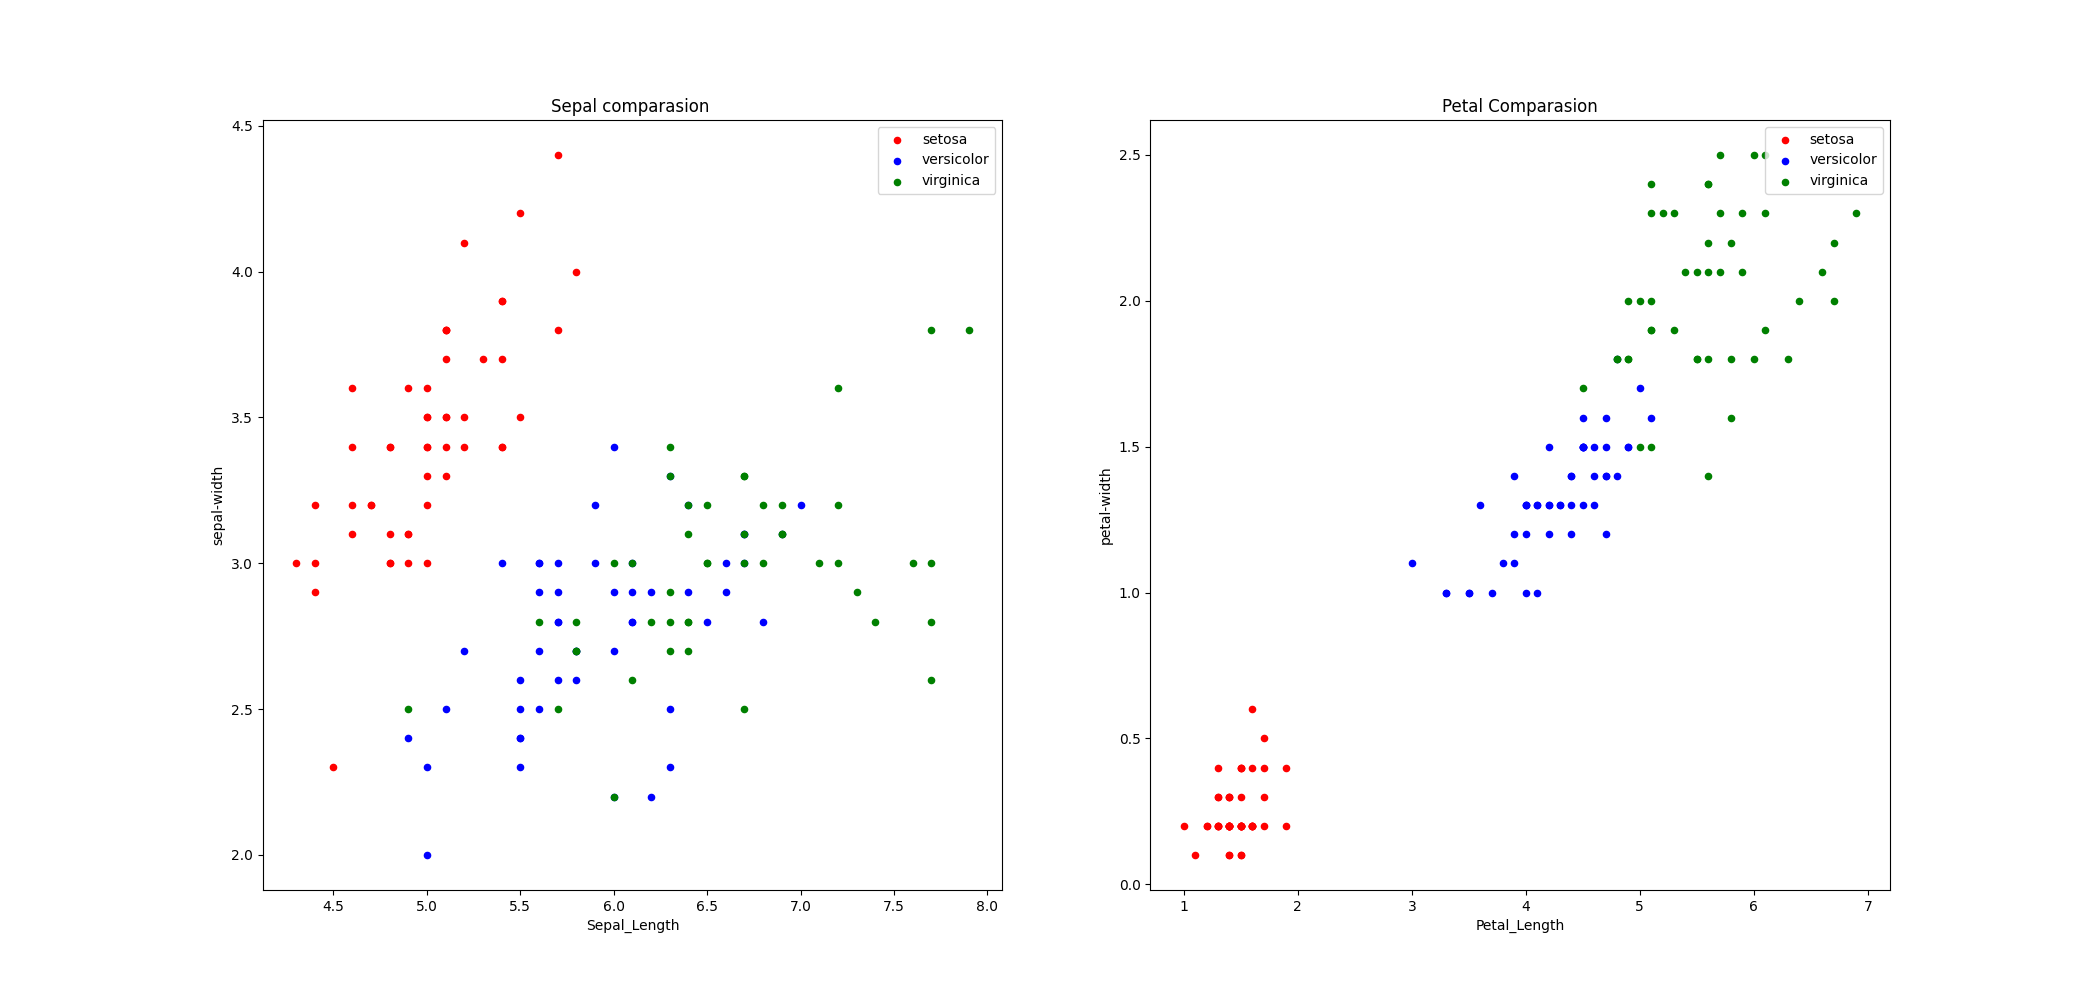 Sepal comparasion
4.5
4.0
3.5
3.0
2.5
2.0
sepal-width
4.5 5.0 5.5 6.0 6.5 7.0 7.5 8.0
Sepal_Length
setosa
versicolor
virginica
Petal Comparasion
2.5
2.0
1.5
1.0
0.5
0.0
petal-width
1 2 3 4 5 6 7
Petal_Length
setosa
versicolor
virginica